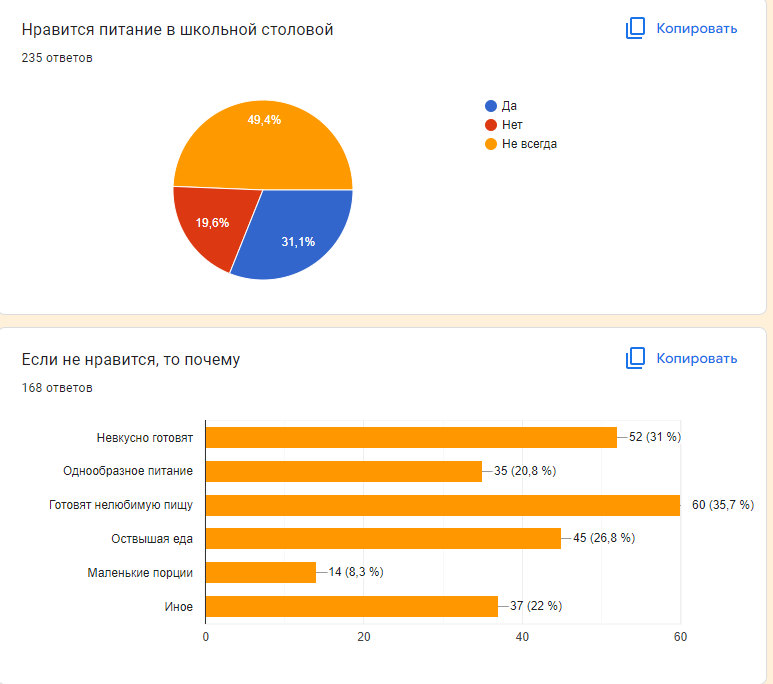 Нравится питание в школьной столовой
Копировать
235 ответов
49,4%
19,6%
31,1%
Да
Нет
Не всегда
Если не нравится, то почему
Копировать
168 ответов
Невкусно готовят 52 (31 %)
Однообразное питание 35 (20,8 %)
Готовят нелюбимую пищу 60 (35,7 %)
Оствышая еда 45 (26,8 %)
Маленькие порции 14 (8,3 %)
Иное 37 (22 %)
0 20 40 60